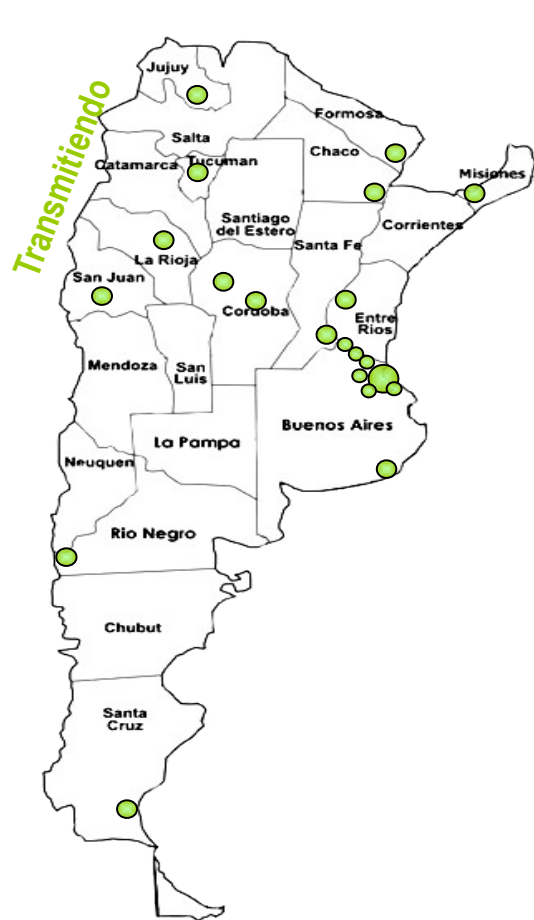 Transmitiendo
Jujuy
Formosa
Salta
Chaco
Catamarca
Tucuman
Misiones
Santiago
del Estero
Corrientes
Santa Fe
La Rioja
San Juan
Cordoba
Entre
Rios
Mendoza
San
Luis
Buenos Aires
La Pampa
Neuquen
Rio Negro
Chubut
Santa
Cruz